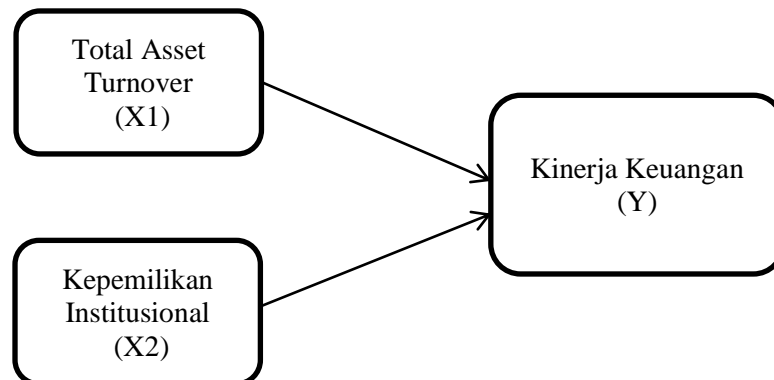 Total Asset
Turnover
(X1)
Kinerja Keuangan
(Y)
Kepemilikan
Institusional
(X2)